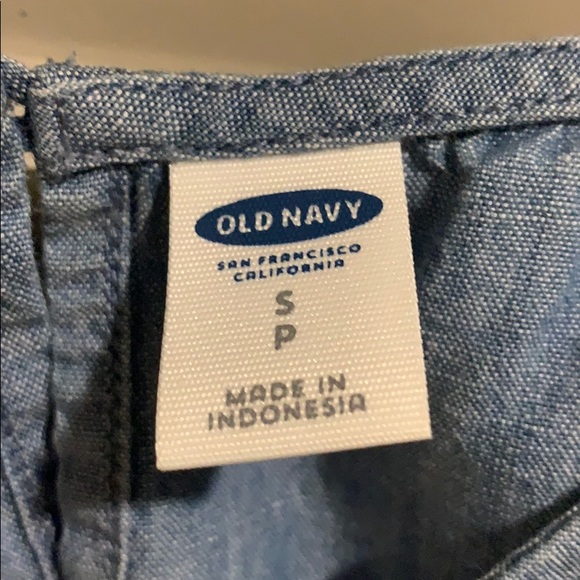 OLD NAVY
SAN FRANCISCO
CALIFORNIA
S
P
MADE IN
INDONESIA